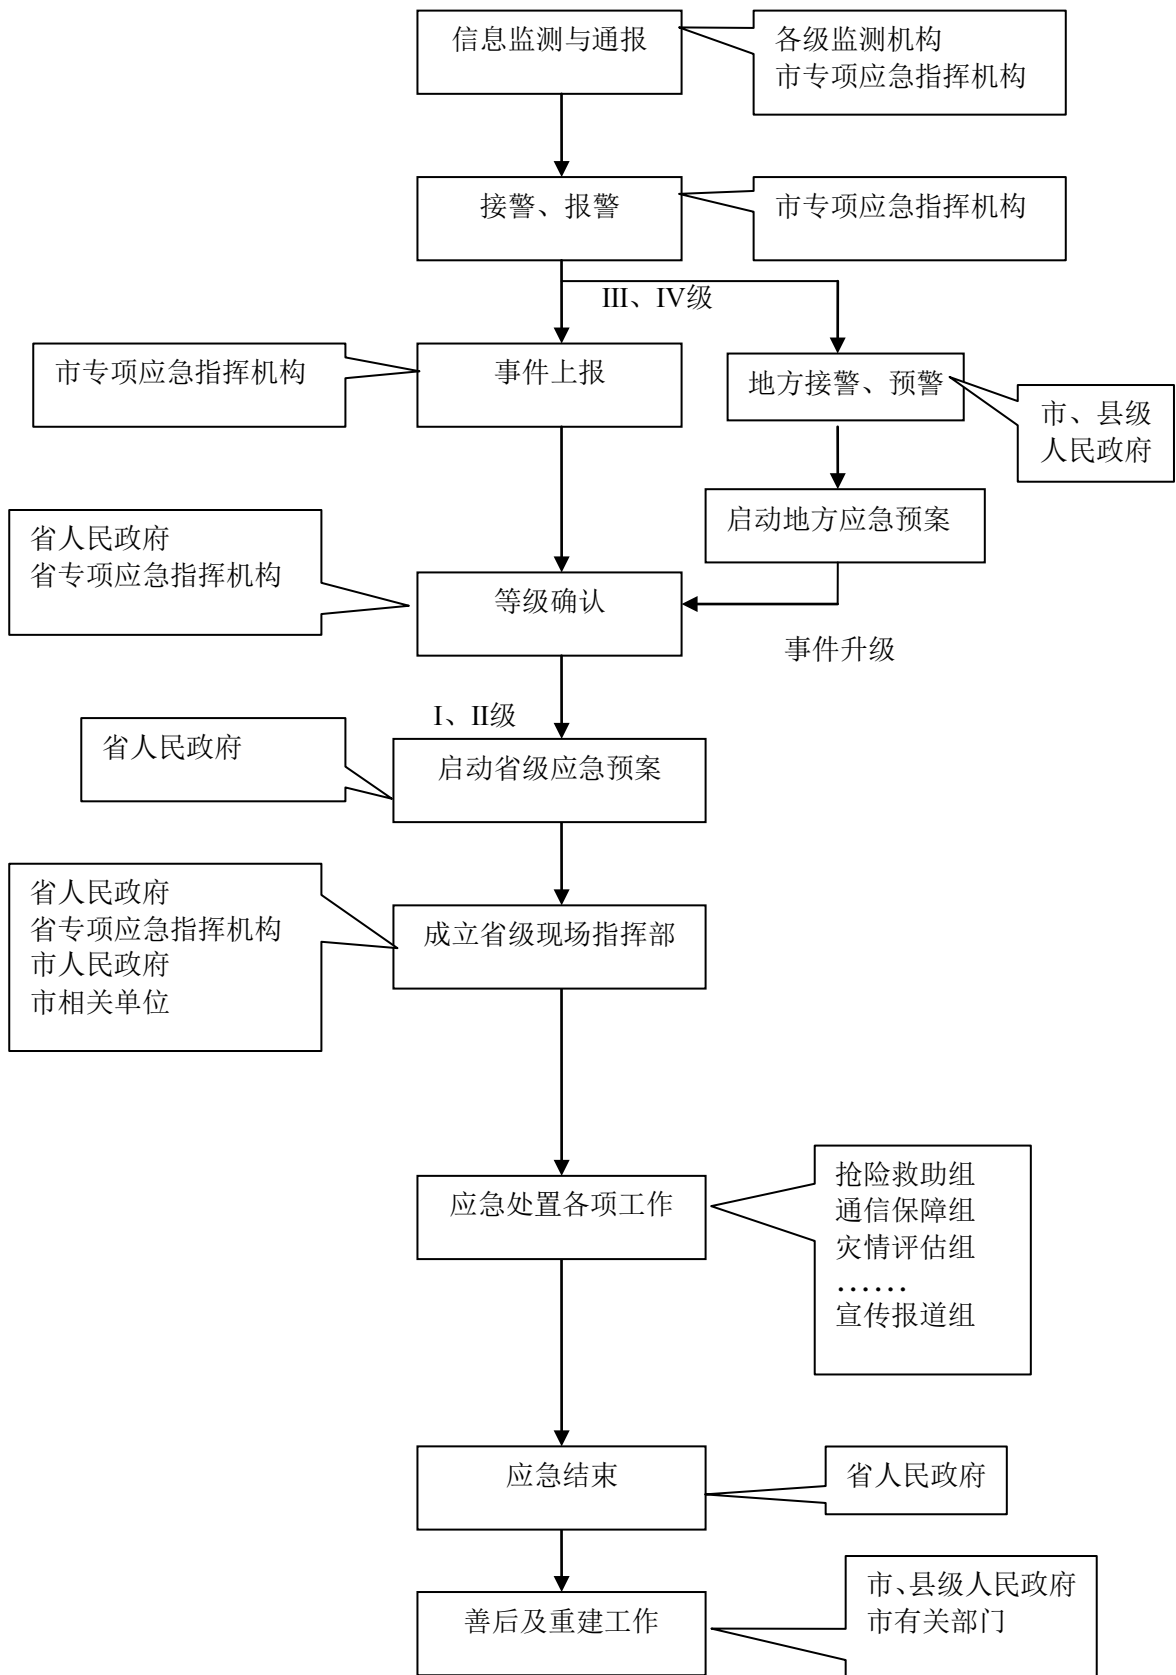 信息监测与通报
各级监测机构
市专项应急指挥机构
接警、报警
市专项应急指挥机构
III、IV级
市专项应急指挥机构
事件上报
地方接警、预警
市、县级
人民政府
启动地方应急预案
省人民政府
省专项应急指挥机构
等级确认
事件升级
I、II级
省人民政府
启动省级应急预案
省人民政府
省专项应急指挥机构
市人民政府
市相关单位
成立省级现场指挥部
应急处置各项工作
抢险救助组
通信保障组
灾情评估组
……
宣传报道组
应急结束
省人民政府
善后及重建工作
市、县级人民政府
市有关部门